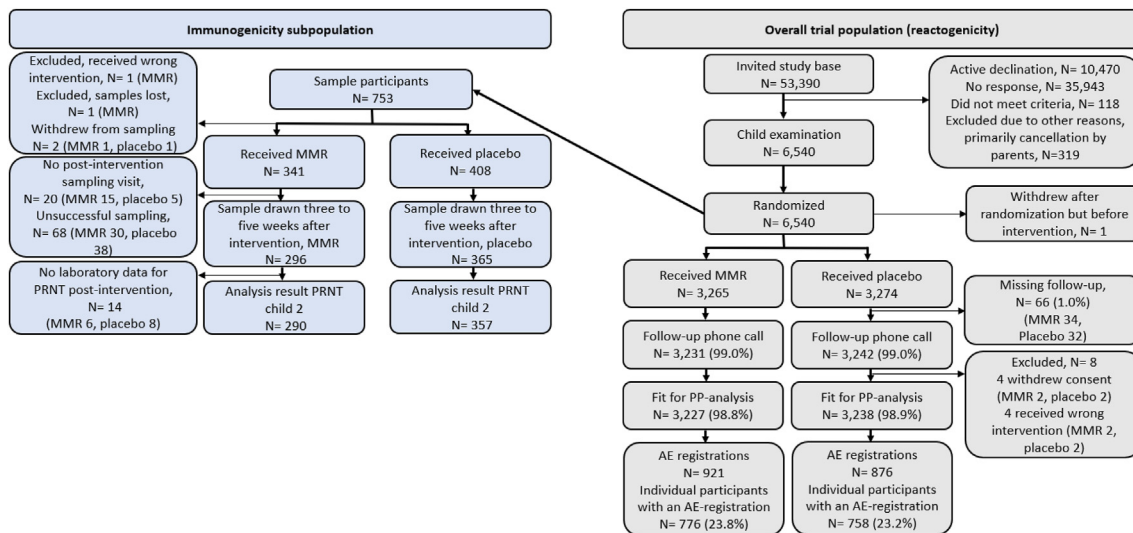 Immunogenicity subpopulation
Excluded, received wrong
intervention, N= 1 (MMR)
Excluded, samples lost,
N= 1 (MMR)
Withdrew from sampling
N= 2 (MMR 1, placebo 1)
Sample participants
N= 753
Received MMR
N= 341
Received placebo
N= 408
No post-intervention
sampling visit,
N= 20 (MMR 15, placebo 5)
Unsuccessful sampling,
N= 68 (MMR 30, placebo
38)
Sample drawn three to
five weeks after
intervention, MMR
N= 296
Sample drawn three to
five weeks after
intervention, placebo
N= 365
No laboratory data for
PRNT post-intervention,
N= 14
(MMR 6, placebo 8)
Analysis result PRNT
child 2
N= 290
Analysis result PRNT
child 2
N= 357
Overall trial population (reactogenicity)
Invited study base
N= 53,390
Active declination, N= 10,470
No response, N= 35,943
Did not meet criteria, N= 118
Excluded due to other reasons,
primarily cancellation by
parents, N=319
Child examination
N= 6,540
Randomized
N= 6,540
Withdrew after
randomization but before
intervention, N= 1
Received MMR
N= 3,265
Received placebo
N= 3,274
Missing follow-up,
N= 66 (1.0%)
(MMR 34,
Placebo 32)
Follow-up phone call
N= 3,231 (99.0%)
Follow-up phone call
N= 3,242 (99.0%)
Excluded, N= 8
4 withdrew consent
(MMR 2, placebo 2)
4 received wrong
intervention (MMR 2,
placebo 2)
Fit for PP-analysis
N= 3,227 (98.8%)
Fit for PP-analysis
N= 3,238 (98.9%)
AE registrations
N= 921
Individual participants
with an AE-registration
N= 776 (23.8%)
AE registrations
N= 876
Individual participants
with an AE-registration
N= 758 (23.2%)